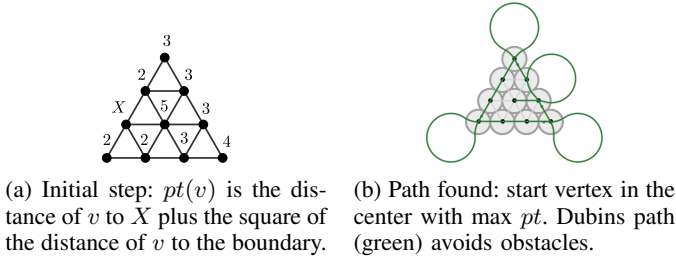 3
2 3
X 5 3
2 2 3 4
(a) Initial step: pt(v) is the dis-
tance of v to X plus the square of
the distance of v to the boundary.
(b) Path found: start vertex in the
center with max pt. Dubins path
(green) avoids obstacles.